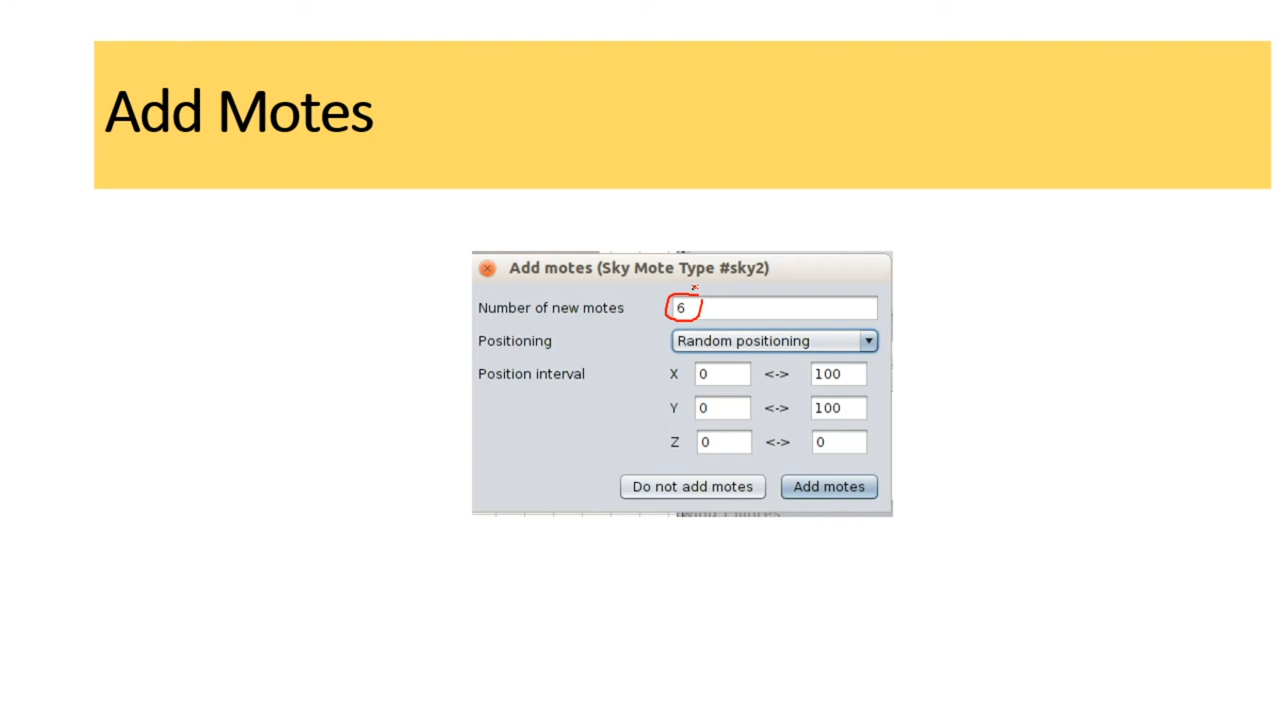 Add Motes
Add motes (Sky Mote Type #sky2)
Number of new motes 6
Positioning Random positioning
Position interval X 0 <-> 100
Y 0 <-> 100
Z 0 <-> 0
Do not add motes Add motes